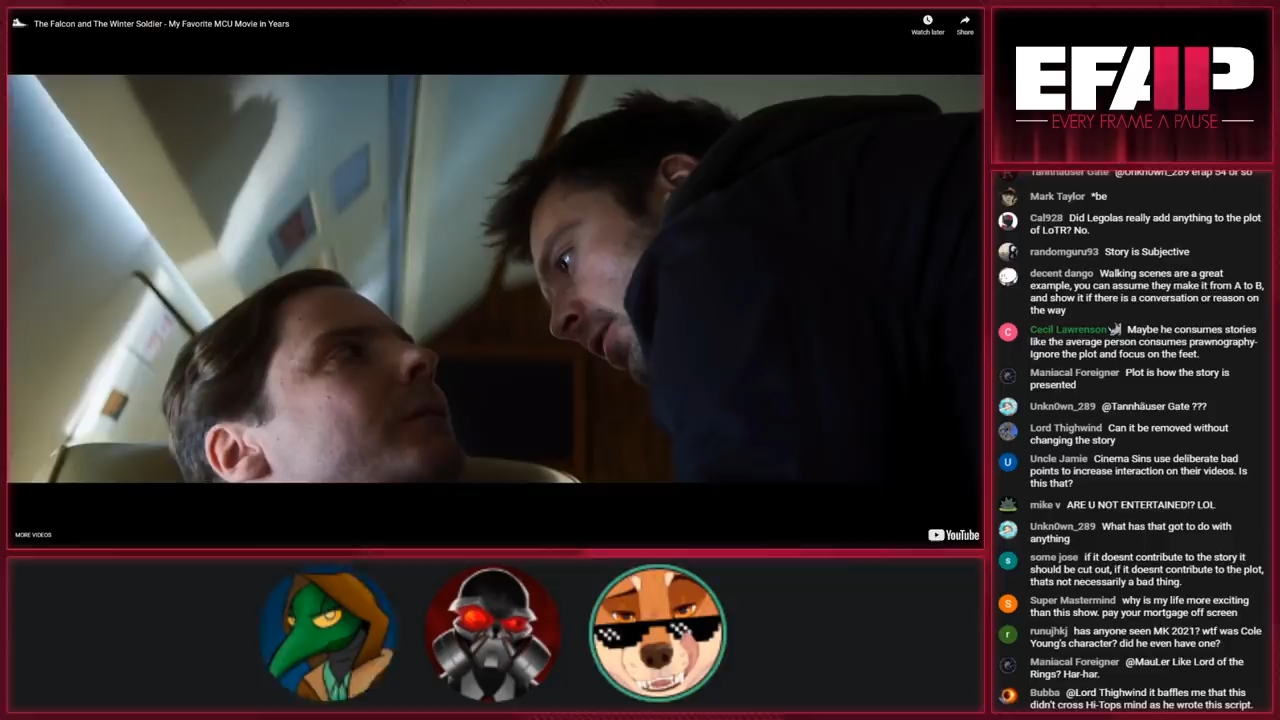 The Falcon and The Winter Soldier - My Favorite MCU Movie in Years
Watch later
Share
MORE VIDEOS
YouTube
EFAP
EVERY FRAME A PAUSE
Tannhäuser Gate @Unkn0wn_289 efap 54 or so
Mark Taylor *be
Cal928 Did Legolas really add anything to the plot
of LoTR? No.
randomguru93 Story is Subjective
decent dango Walking scenes are a great
example, you can assume they make it from A to B,
and show it if there is a conversation or reason on
the way
Cecil Lawrenson Maybe he consumes stories
like the average person consumes prawnography-
Ignore the plot and focus on the feet.
Maniacal Foreigner Plot is how the story is
presented
Unkn0wn_289 @Tannhäuser Gate ???
Lord Thighwind Can it be removed without
changing the story
Uncle Jamie Cinema Sins use deliberate bad
points to increase interaction on their videos. Is
this that?
mike v ARE U NOT ENTERTAINED!? LOL
Unkn0wn_289 What has that got to do with
anything
some jose if it doesnt contribute to the story it
should be cut out, if it doesnt contribute to the plot,
thats not necessarily a bad thing.
Super Mastermind why is my life more exciting
than this show. pay your mortgage off screen
runujhkj has anyone seen MK 2021? wtf was Cole
Young's character? did he even have one?
Maniacal Foreigner @MauLer Like Lord of the
Rings? Har-har.
Bubba @Lord Thighwind it baffles me that this
didn't cross Hi-Tops mind as he wrote this script.